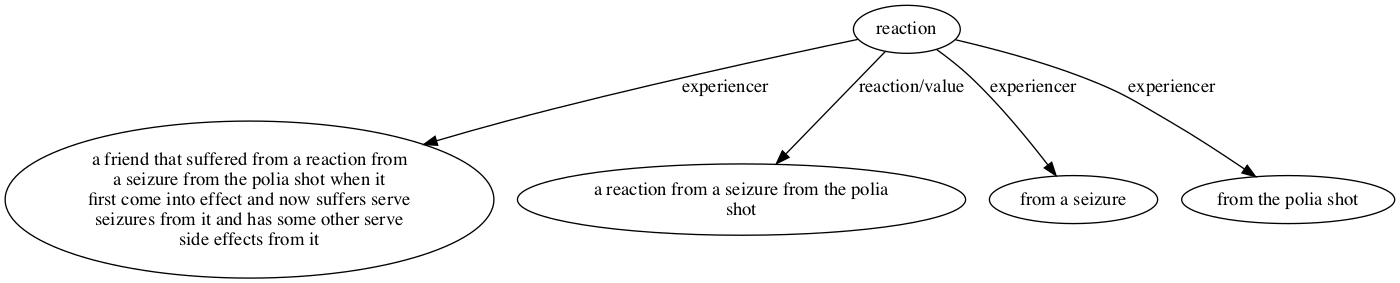 reaction
experiencer
reaction/value
experiencer
experiencer
a friend that suffered from a reaction from
a seizure from the polia shot when it
first come into effect and now suffers serve
seizures from it and has some other serve
side effects from it
a reaction from a seizure from the polia
shot
from a seizure
from the polia shot